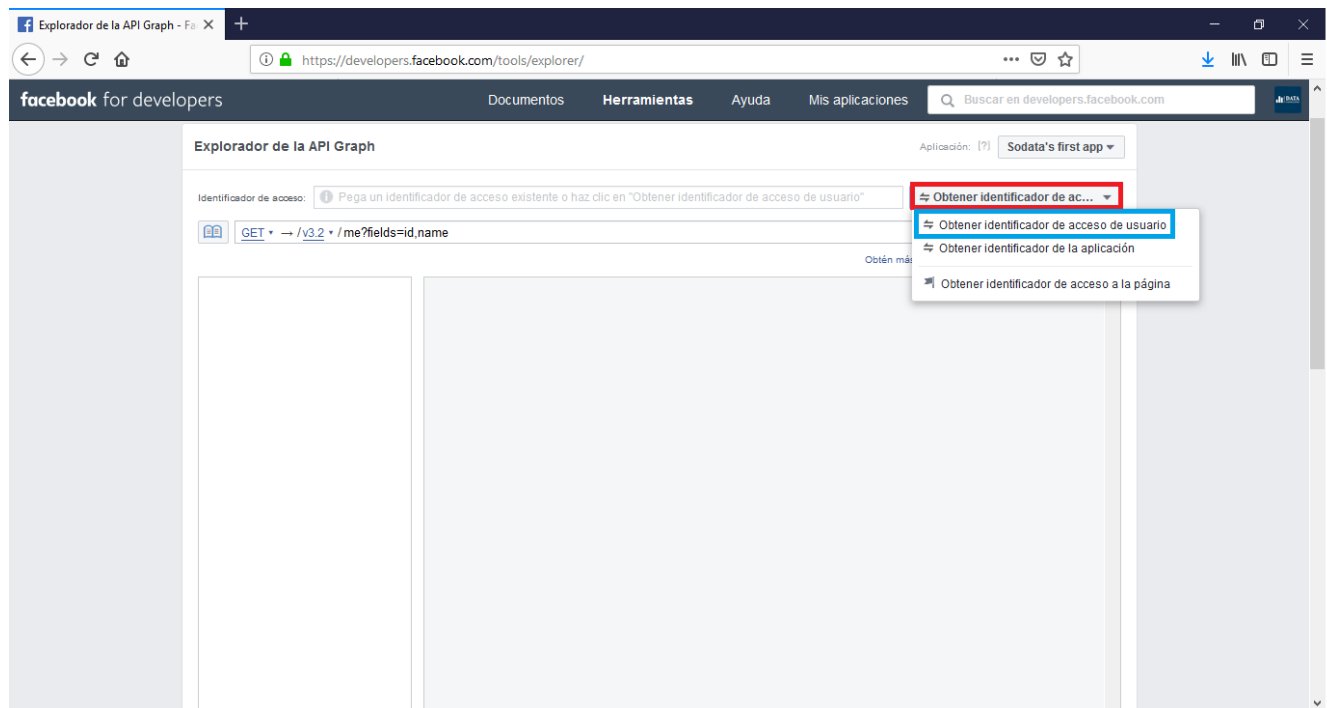 Explorador de la API Graph - Fa
https://developers.facebook.com/tools/explorer/
facebook for developers Documentos Herramientas Ayuda Mis aplicaciones Buscar en developers.facebook.com
DATA
Explorador de la API Graph Aplicación: [?] Sodata's first app
Identificador de acceso: Pega un identificador de acceso existente o haz clic en "Obtener identificador de acceso de usuario" Obtener identificador de ac...
GET → /v3.2 / me?fields=id,name
Obtener identificador de acceso de usuario
Obtener identificador de la aplicación
Obtén más
Obtener identificador de acceso a la página